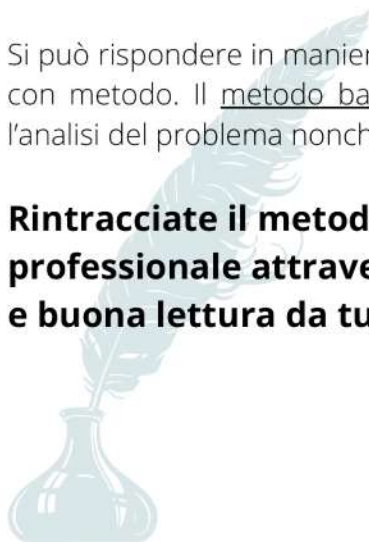 Si può rispondere in manier
con metodo. Il metodo ba
l'analisi del problema nonch
Rintracciate il metod
professionale attrave
e buona lettura da tu